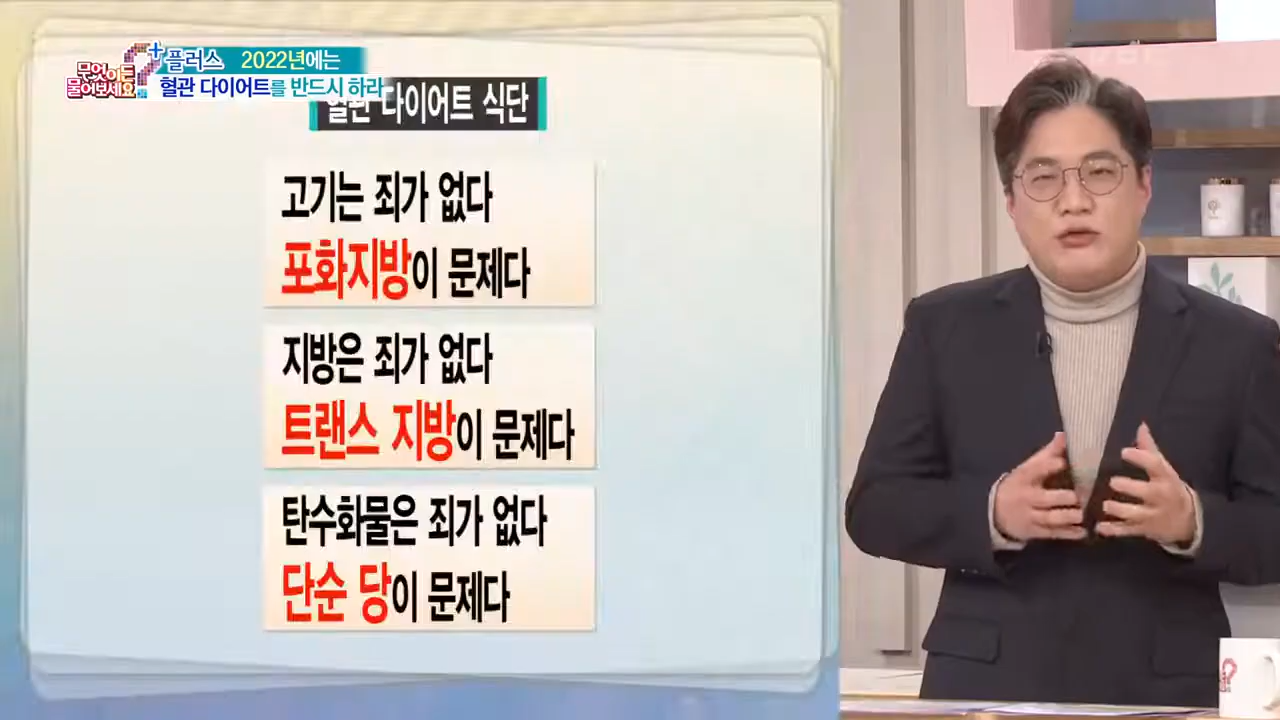 무엇이든
물어보세요
플러스 2022년에는
혈관 다이어트를 반드시 하라
혈관 다이어트 식단
고기는 죄가 없다
포화지방이 문제다
지방은 죄가 없다
트랜스 지방이 문제다
탄수화물은 죄가 없다
단순 당이 문제다